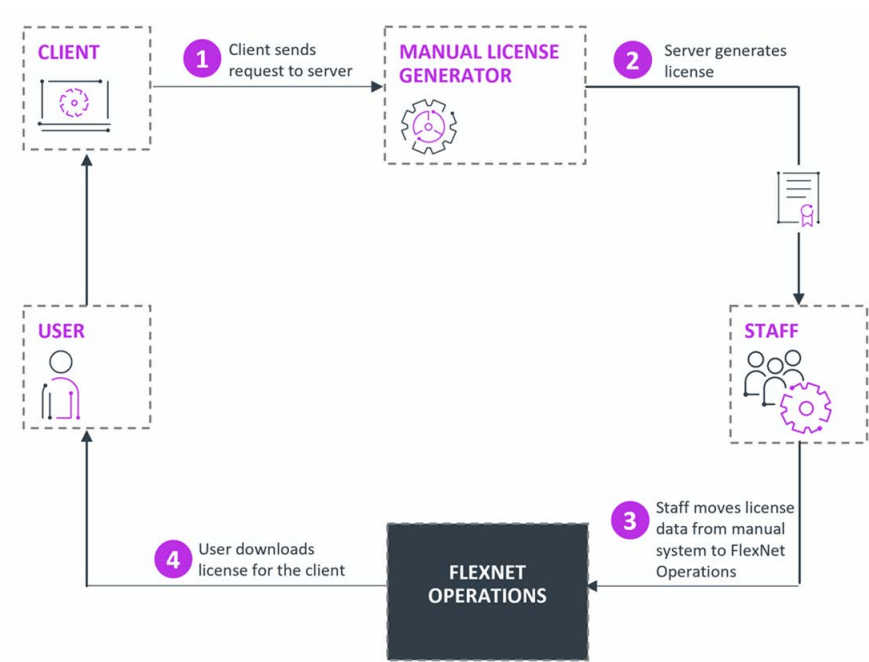 CLIENT
1
Client sends
request to server
MANUAL LICENSE
GENERATOR
2
Server generates
license
USER
STAFF
3
Staff moves license
data from manual
system to FlexNet
Operations
4
User downloads
license for the client
FLEXNET
OPERATIONS